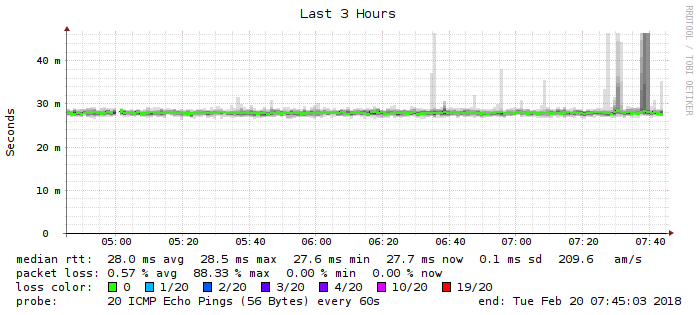 Last 3 Hours
RRDTOOL / TOBI OETIKER
Seconds
40 m
30 m
20 m
10 m
0
05:00 05:20 05:40 06:00 06:20 06:40 07:00 07:20 07:40
median rtt: 28.0 ms avg 28.5 ms max 27.6 ms min 27.7 ms now 0.1 ms sd 209.6 am/s
packet loss: 0.57 % avg 88.33 % max 0.00 % min 0.00 % now
loss color: 0 1/20 2/20 3/20 4/20 10/20 19/20
probe: 20 ICMP Echo Pings (56 Bytes) every 60s end: Tue Feb 20 07:45:03 2018